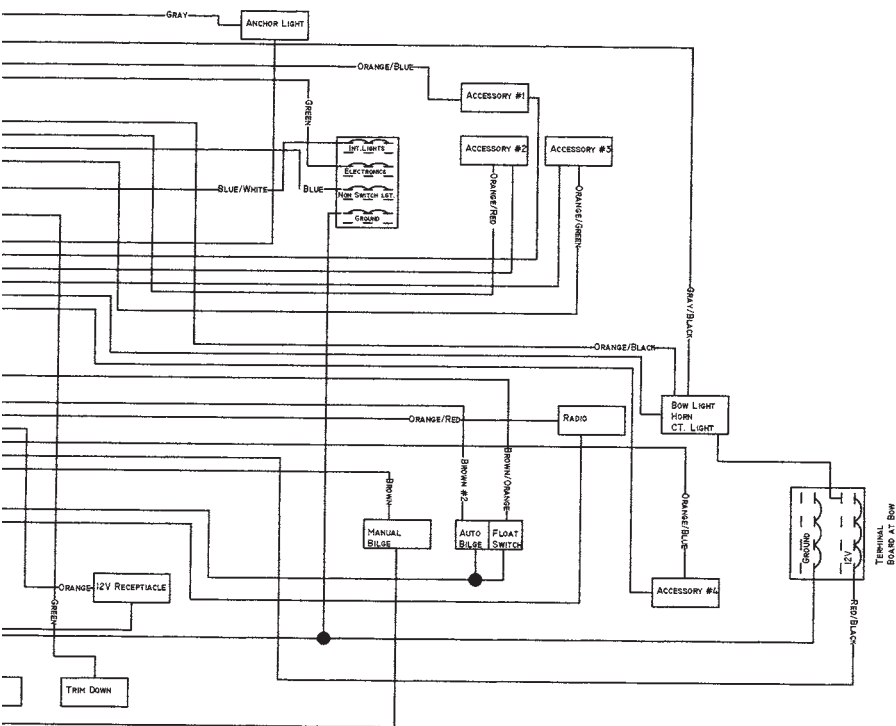 GRAY
ANCHOR LIGHT
ORANGE/BLUE
ACCESSORY #1
GREEN
INT.LIGHTS
ELECTRONICS
NON SWITCH LGT.
GROUND
ACCESSORY #2
ACCESSORY #3
BLUE/WHITE
BLUE
ORANGE/RED
ORANGE/GREEN
GRAY/BLACK
ORANGE/BLACK
BOW LIGHT
HORN
CT. LIGHT
ORANGE/RED
RADIO
BROWN
BROWN #2
BROWN/ORANGE
ORANGE/BLUE
MANUAL
BILGE
AUTO
BILGE
FLOAT
SWITCH
GROUND
12V
TERMINAL
BOARD AT BOW
ORANGE
12V RECEPTIACLE
GREEN
ACCESSORY #4
RED/BLACK
TRIM DOWN